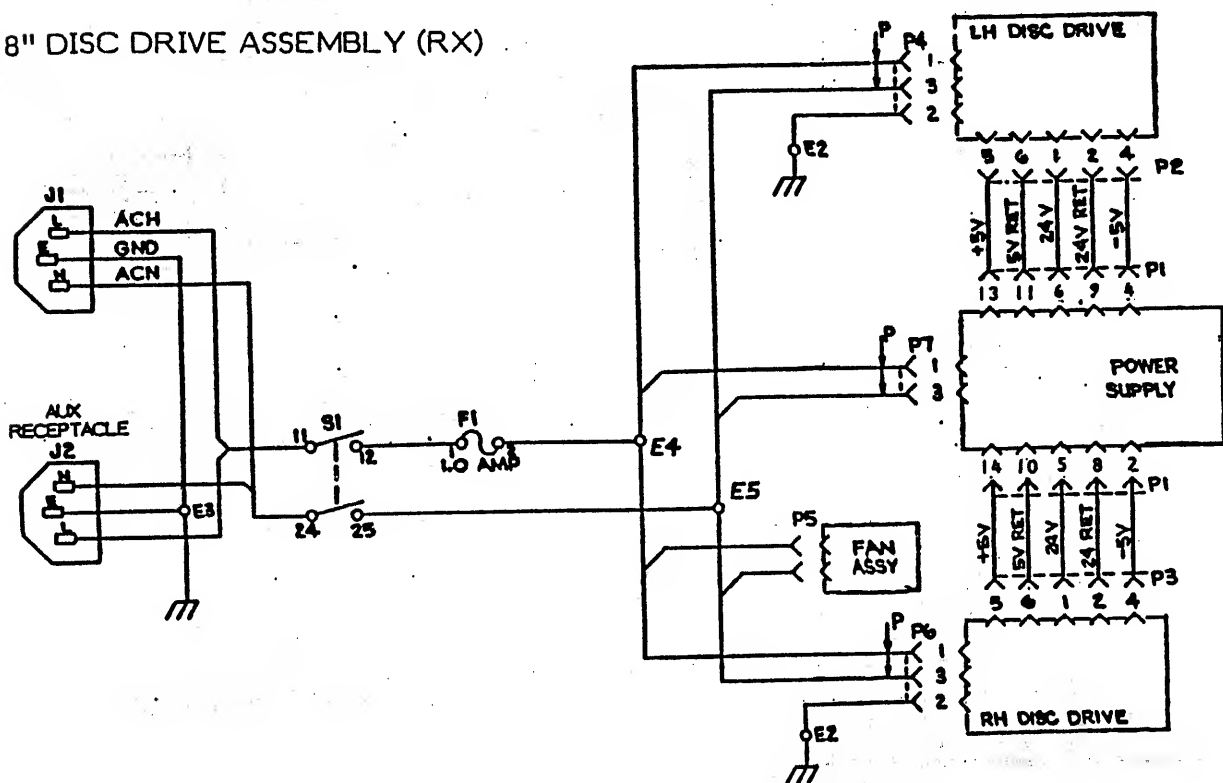 8" DISC DRIVE ASSEMBLY (RX)
P
P4
LH DISC DRIVE
1
3
2
E2
5 6 1 2 4
P2
+5V
5V RET
24V
24V RET
-5V
P1
13 11 6 9 4
J1
L ACH
E GND
N ACN
P
P7
1
3
POWER
SUPPLY
AUX
RECEPTACLE
J2
N
E
L
E3
11 S1 12
F1
1.0 AMP
2
E4
24 25
E5
14 10 5 8 2
P1
+5V
5V RET
24V
24 RET
-5V
P3
5 6 1 2 4
P5
FAN
ASSY
P
P6
1
3
2
E2
RH DISC DRIVE